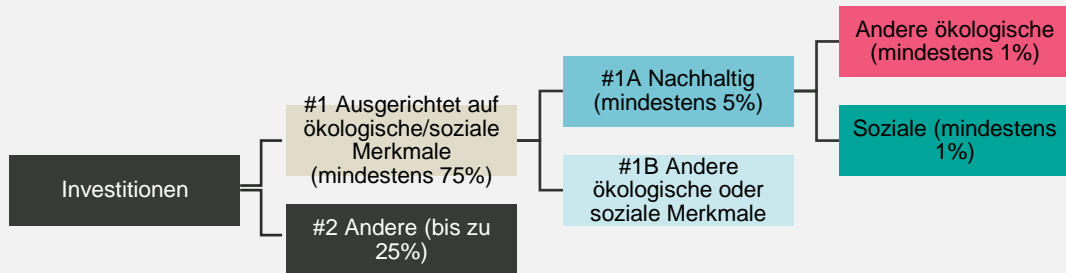 Investitionen
#1 Ausgerichtet auf
ökologische/soziale
Merkmale
(mindestens 75%)
#2 Andere (bis zu
25%)
#1A Nachhaltig
(mindestens 5%)
#1B Andere
ökologische oder
soziale Merkmale
Andere ökologische
(mindestens 1%)
Soziale (mindestens
1%)